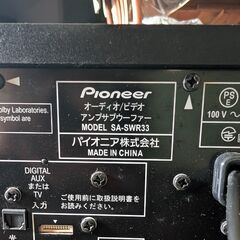 Pioneer
オーディオ/ビデオ
アンプサブウーファー
MODEL SA-SWR33
パイオニア株式会社
MADE IN CHINA
olby Laboratories.
symbol are
PS
E
100 V
DIGITAL
AUX
または
TV
入力
ご使用前に取扱説明書を
お読みください。